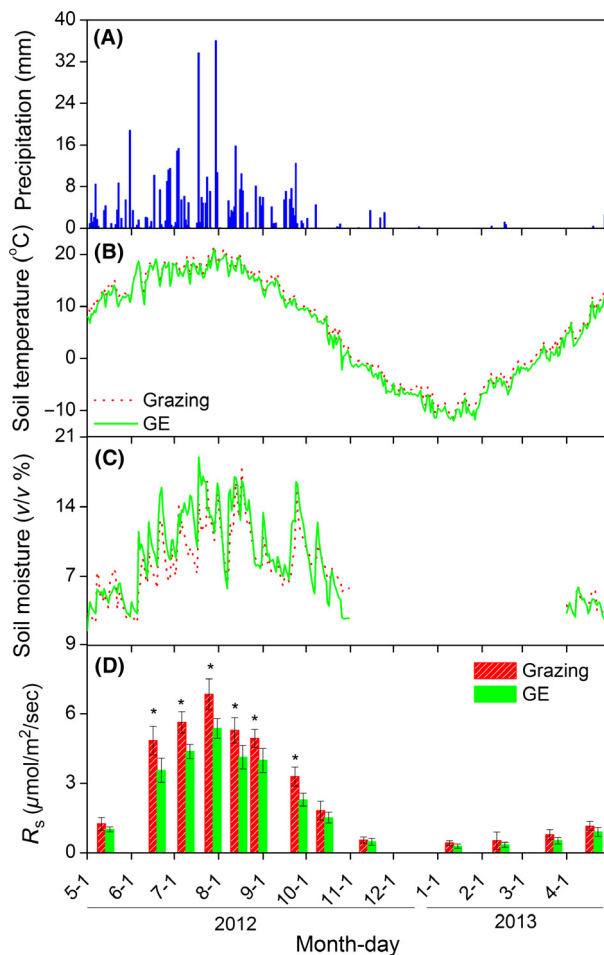 (A)
Precipitation (mm)
40
32
24
16
8
0
(B)
Soil temperature (°C)
20
10
0
−10
Grazing
GE
(C)
Soil moisture (v/v %)
21
14
7
9
(D)
Rs (µmol/m²/sec)
6
3
0
* * * * * *
Grazing
GE
5-1 6-1 7-1 8-1 9-1 10-1 11-1 12-1 1-1 2-1 3-1 4-1
2012 2013
Month-day